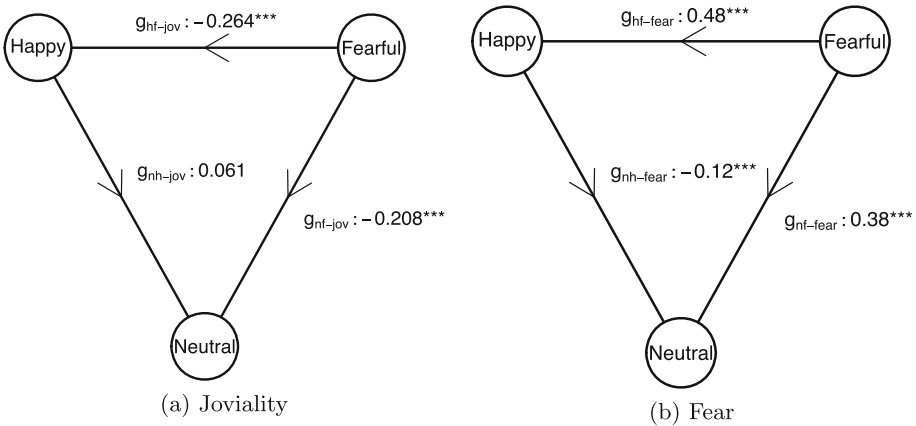 g_hf−jov : −0.264***
Happy
Fearful
g_nh−jov : 0.061
g_nf−jov : −0.208***
Neutral
(a) Joviality
g_hf−fear : 0.48***
Happy
Fearful
g_nh−fear : −0.12***
g_nf−fear : 0.38***
Neutral
(b) Fear